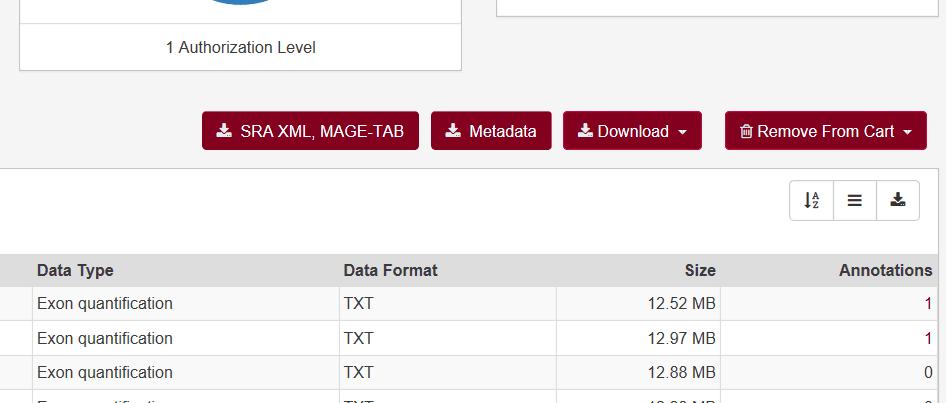 1 Authorization Level
SRA XML, MAGE-TAB Metadata Download Remove From Cart
Data Type Data Format Size Annotations
Exon quantification TXT 12.52 MB 1
Exon quantification TXT 12.97 MB 1
Exon quantification TXT 12.88 MB 0